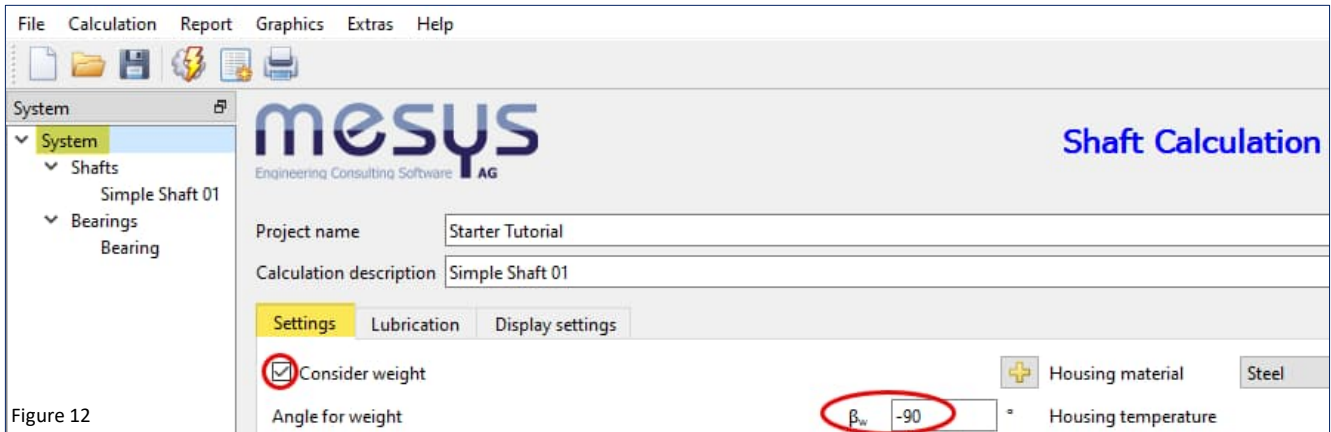 File Calculation Report Graphics Extras Help
System
System
Shafts
Simple Shaft 01
Bearings
Bearing
mesys
Engineering Consulting Software AG
Shaft Calculation
Project name Starter Tutorial
Calculation description Simple Shaft 01
Settings Lubrication Display settings
Consider weight Housing material Steel
Angle for weight βw -90 ° Housing temperature
Figure 12